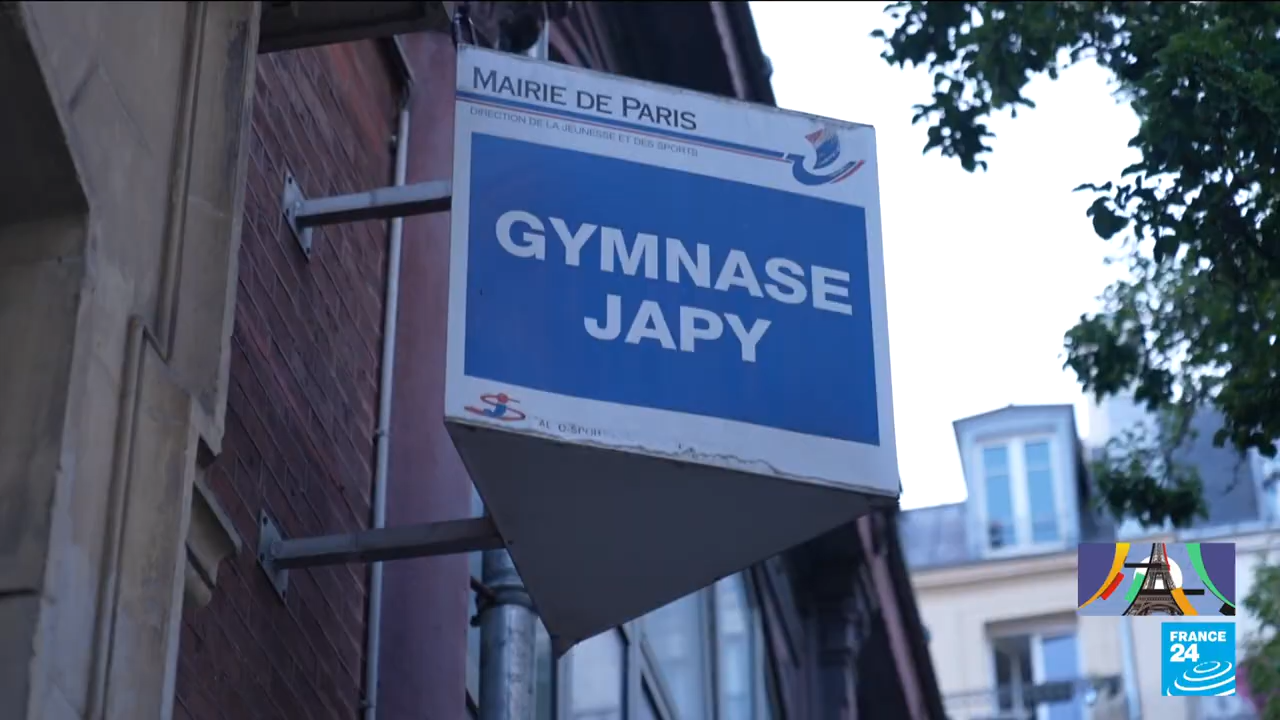 MAIRIE DE PARIS
DIRECTION DE LA JEUNESSE ET DES SPORTS
GYMNASE
JAPY
FRANCE
24